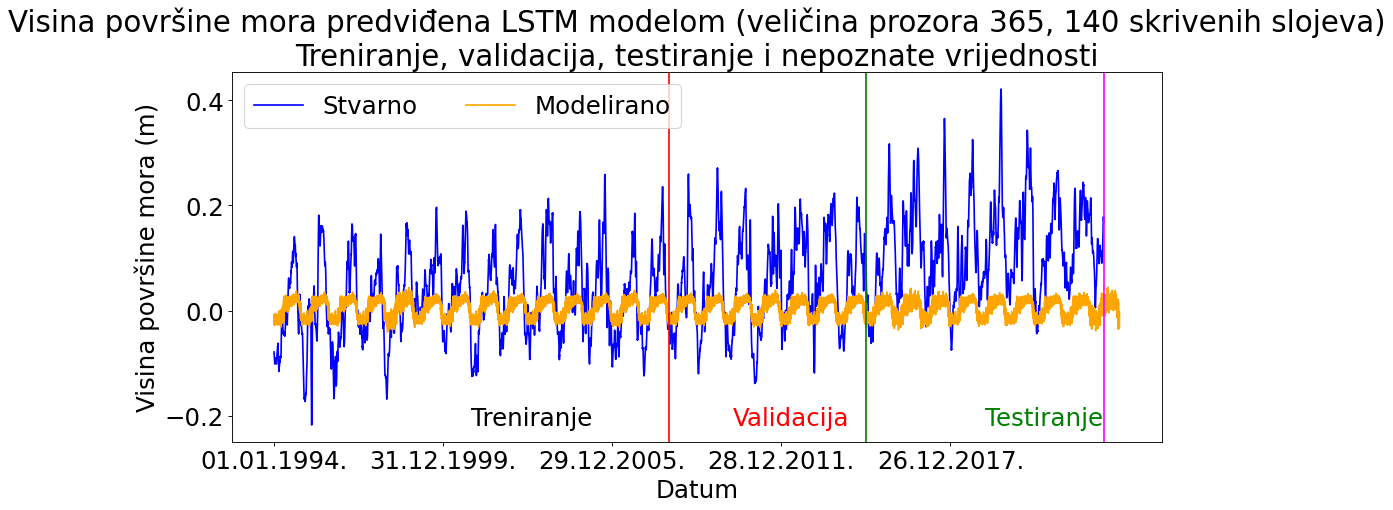 Visina površine mora predviđena LSTM modelom (veličina prozora 365, 140 skrivenih slojeva)
Treniranje, validacija, testiranje i nepoznate vrijednosti
Stvarno
Modelirano
Visina površine mora (m)
0.4
0.2
0.0
−0.2
Treniranje
Validacija
Testiranje
01.01.1994.
31.12.1999.
29.12.2005.
28.12.2011.
26.12.2017.
Datum